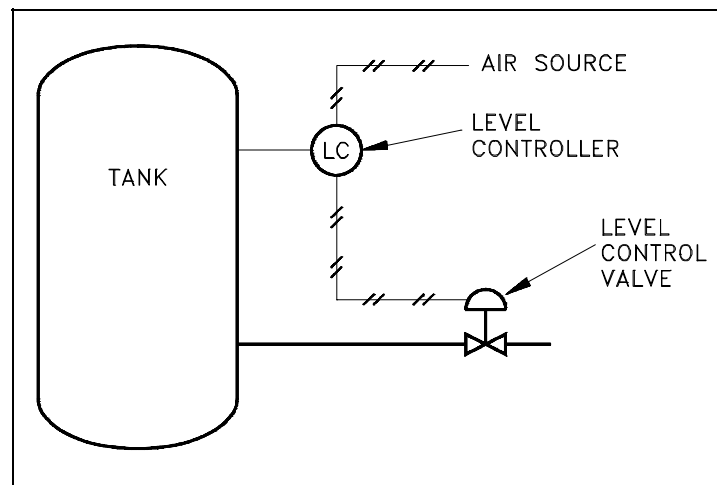 AIR SOURCE
LC
LEVEL
CONTROLLER
TANK
LEVEL
CONTROL
VALVE